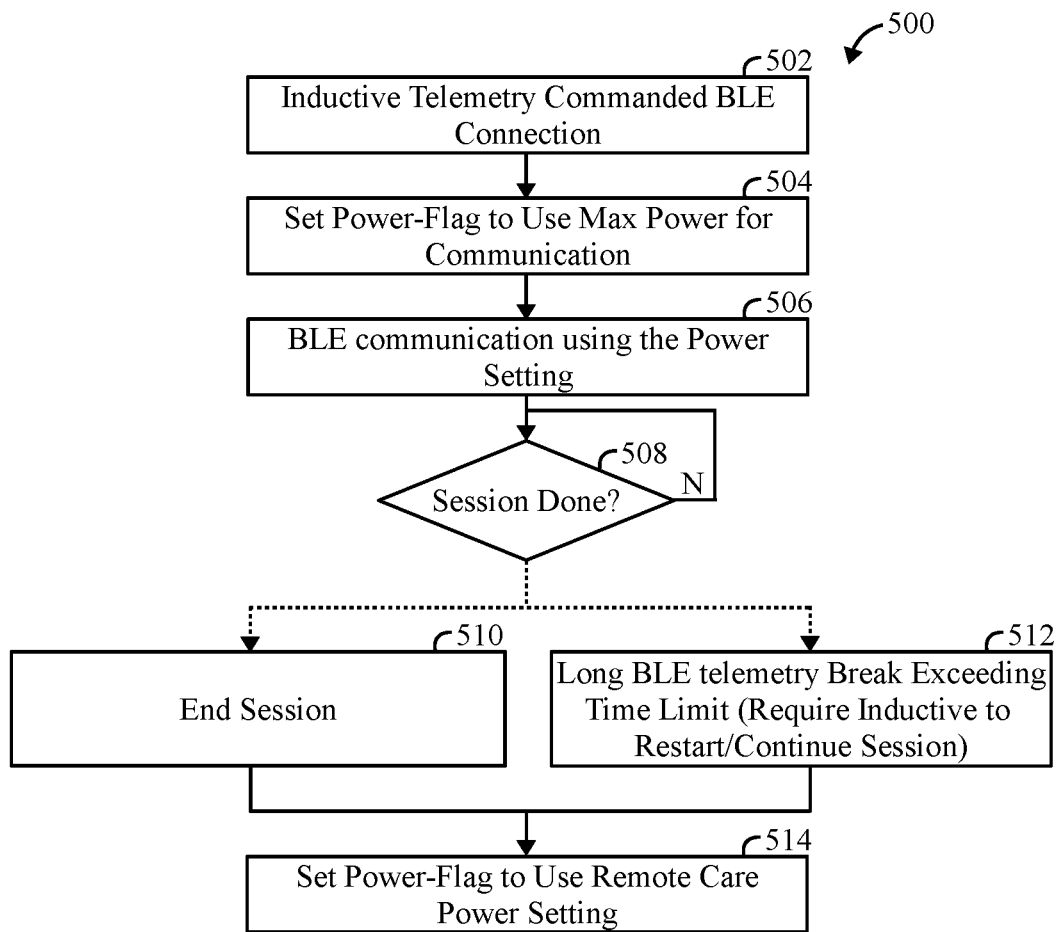 500
502
Inductive Telemetry Commanded BLE
Connection
504
Set Power-Flag to Use Max Power for
Communication
506
BLE communication using the Power
Setting
508
Session Done?
N
510
End Session
512
Long BLE telemetry Break Exceeding
Time Limit (Require Inductive to
Restart/Continue Session)
514
Set Power-Flag to Use Remote Care
Power Setting